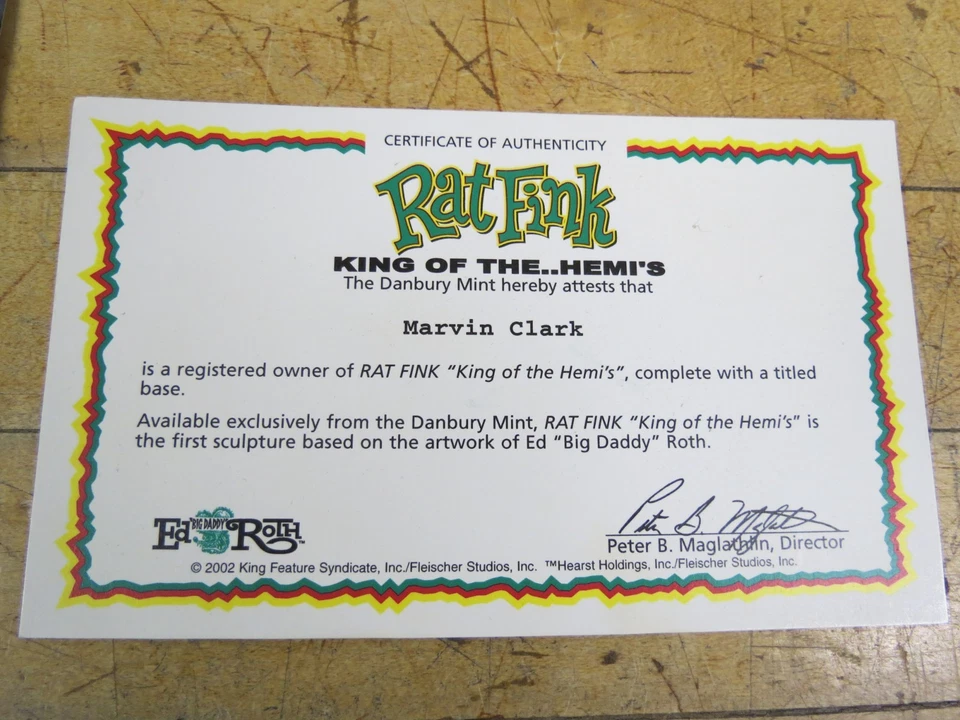 CERTIFICATE OF AUTHENTICITY
Rat Fink
KING OF THE..HEMI'S
The Danbury Mint hereby attests that
Marvin Clark
is a registered owner of RAT FINK “King of the Hemi’s”, complete with a titled
base.
Available exclusively from the Danbury Mint, RAT FINK “King of the Hemi’s” is
the first sculpture based on the artwork of Ed “Big Daddy” Roth.
Ed "BIG DADDY" ROTH™
Peter B. Maglathlin
Peter B. Maglathlin, Director
© 2002 King Feature Syndicate, Inc./Fleischer Studios, Inc. ™Hearst Holdings, Inc./Fleischer Studios, Inc.